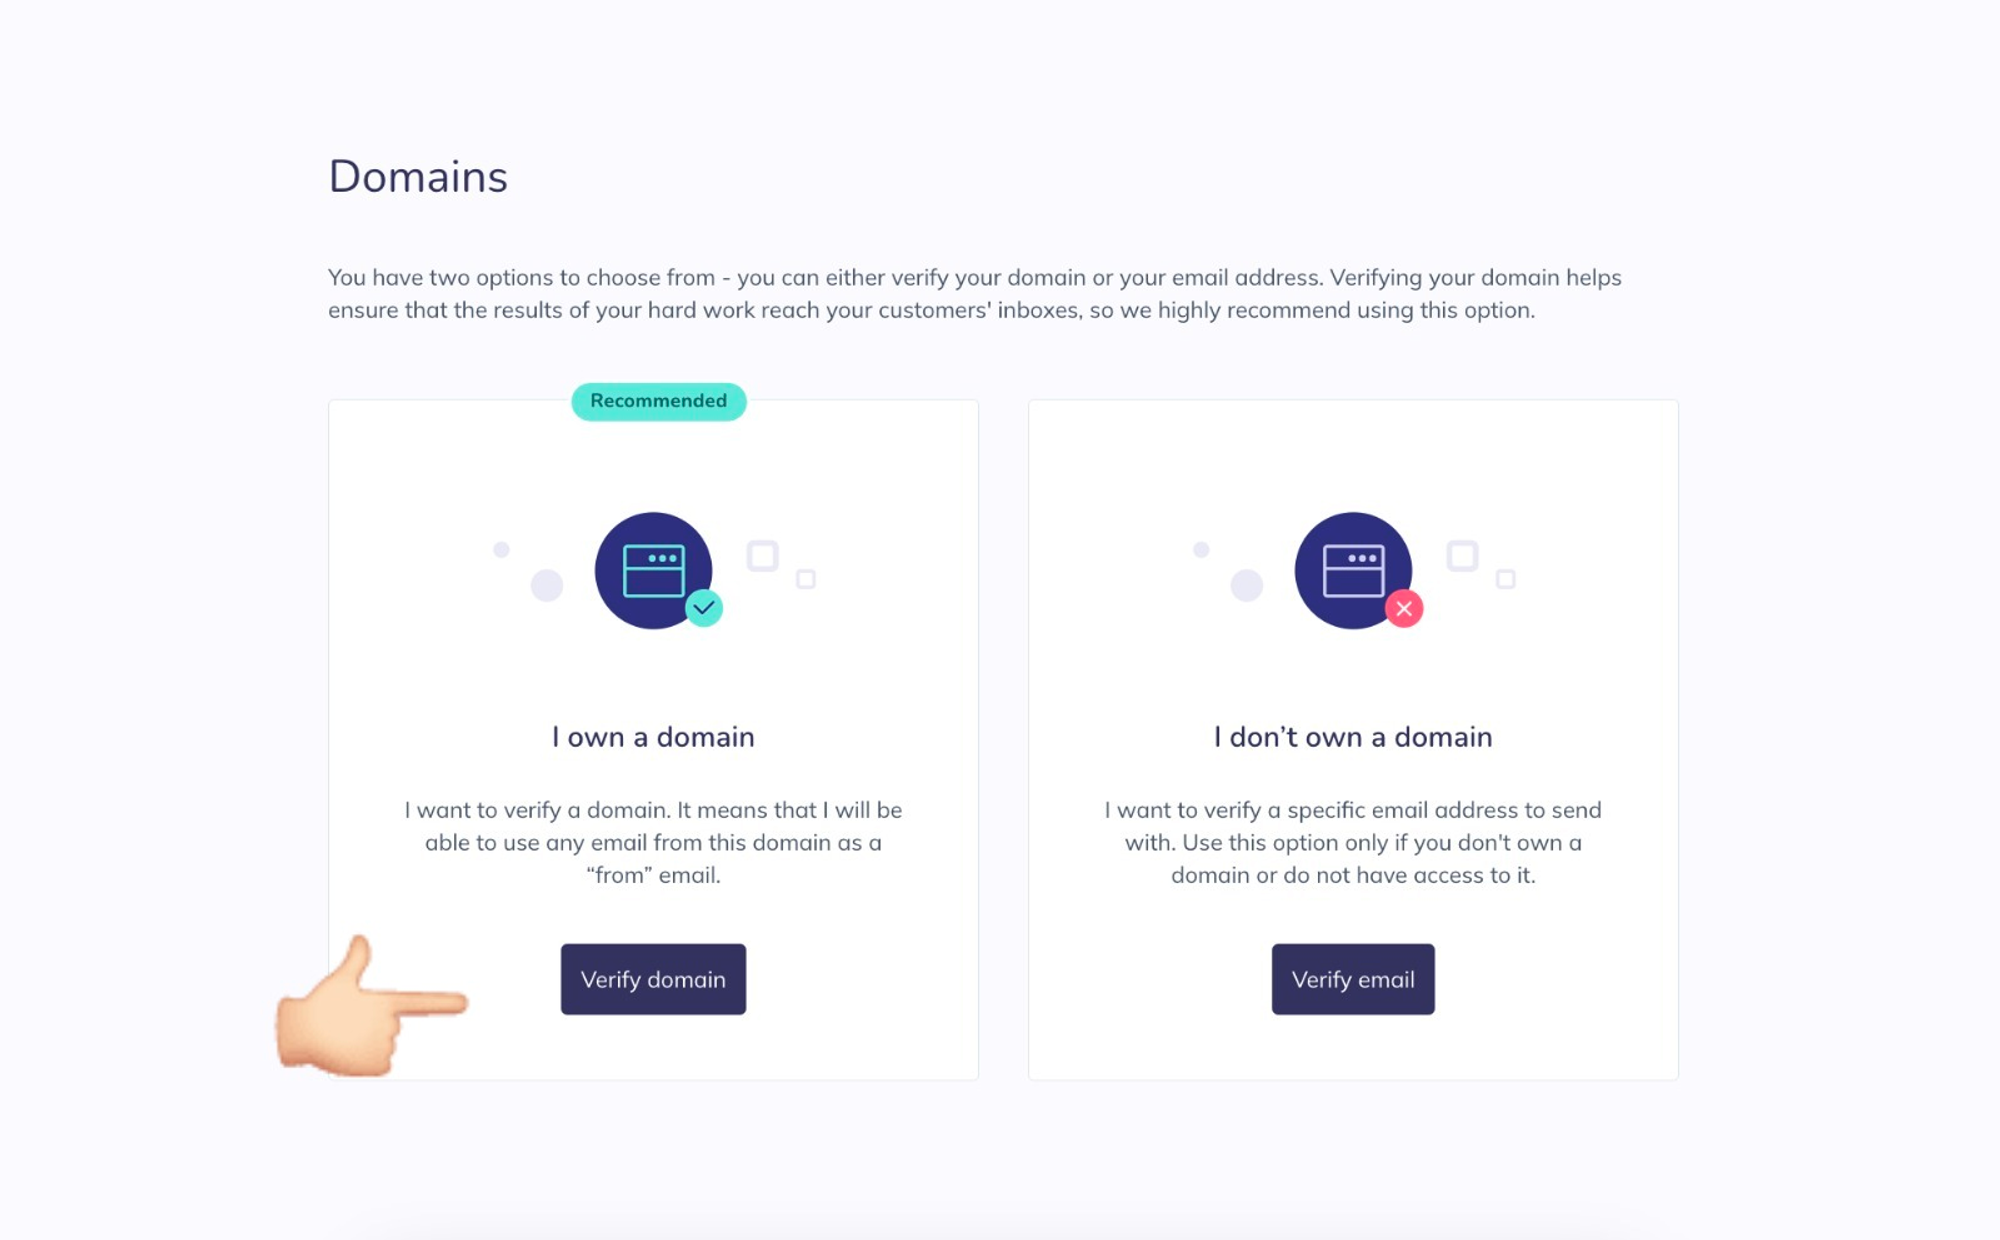 Domains
You have two options to choose from - you can either verify your domain or your email address. Verifying your domain helps
ensure that the results of your hard work reach your customers' inboxes, so we highly recommend using this option.
Recommended
I own a domain
I want to verify a domain. It means that I will be
able to use any email from this domain as a
“from” email.
Verify domain
I don’t own a domain
I want to verify a specific email address to send
with. Use this option only if you don't own a
domain or do not have access to it.
Verify email